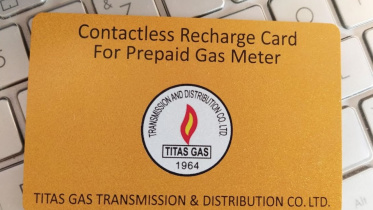 Contactless Recharge Card
For Prepaid Gas Meter
TRANSMISSION AND DISTRIBUTION CO. LTD.
TITAS GAS
1964
TITAS GAS TRANSMISSION & DISTRIBUTION CO. LTD.